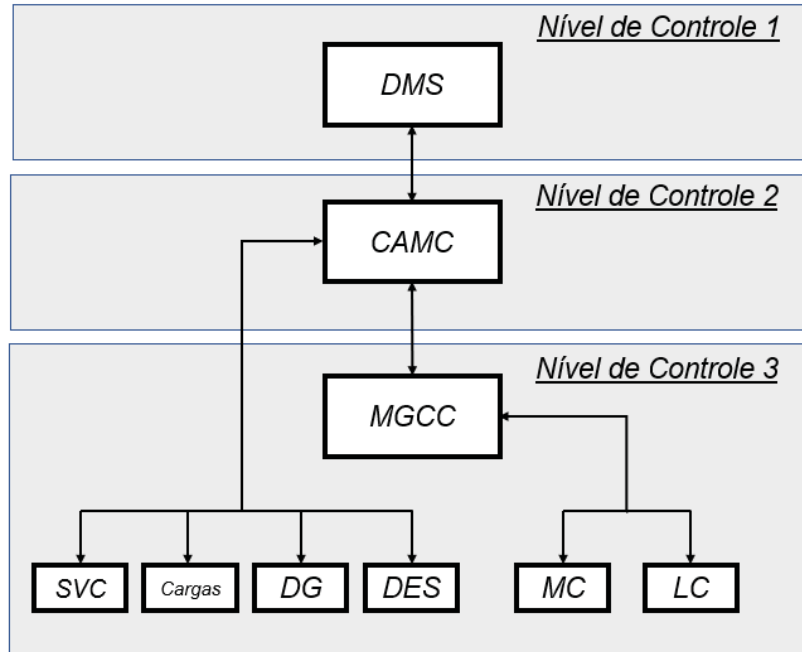 Nível de Controle 1
DMS
Nível de Controle 2
CAMC
Nível de Controle 3
MGCC
SVC
Cargas
DG
DES
MC
LC